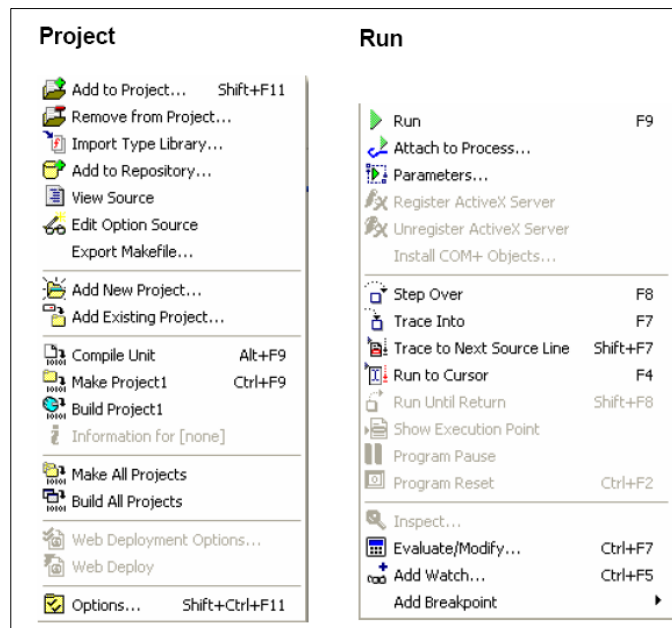 Project
Add to Project... Shift+F11
Remove from Project...
Import Type Library...
Add to Repository...
View Source
Edit Option Source
Export Makefile...
Add New Project...
Add Existing Project...
Compile Unit Alt+F9
Make Project1 Ctrl+F9
Build Project1
Information for [none]
Make All Projects
Build All Projects
Web Deployment Options...
Web Deploy
Options... Shift+Ctrl+F11
Run
Run F9
Attach to Process...
Parameters...
Register ActiveX Server
Unregister ActiveX Server
Install COM+ Objects...
Step Over F8
Trace Into F7
Trace to Next Source Line Shift+F7
Run to Cursor F4
Run Until Return Shift+F8
Show Execution Point
Program Pause
Program Reset Ctrl+F2
Inspect...
Evaluate/Modify... Ctrl+F7
Add Watch... Ctrl+F5
Add Breakpoint